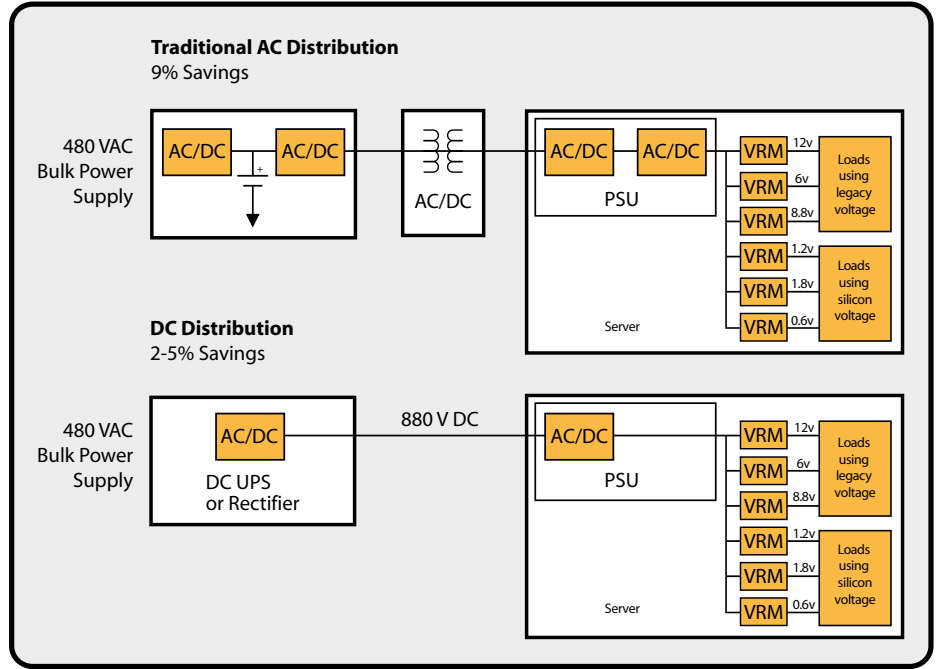 Traditional AC Distribution
9% Savings
480 VAC
Bulk Power
Supply
AC/DC
AC/DC
+
AC/DC
AC/DC
AC/DC
PSU
Server
VRM
12v
VRM
6v
VRM
8.8v
VRM
1.2v
VRM
1.8v
VRM
0.6v
Loads
using
legacy
voltage
Loads
using
silicon
voltage
DC Distribution
2-5% Savings
480 VAC
Bulk Power
Supply
AC/DC
DC UPS
or Rectifier
880 V DC
AC/DC
PSU
Server
VRM
12v
VRM
6v
VRM
8.8v
VRM
1.2v
VRM
1.8v
VRM
0.6v
Loads
using
legacy
voltage
Loads
using
silicon
voltage